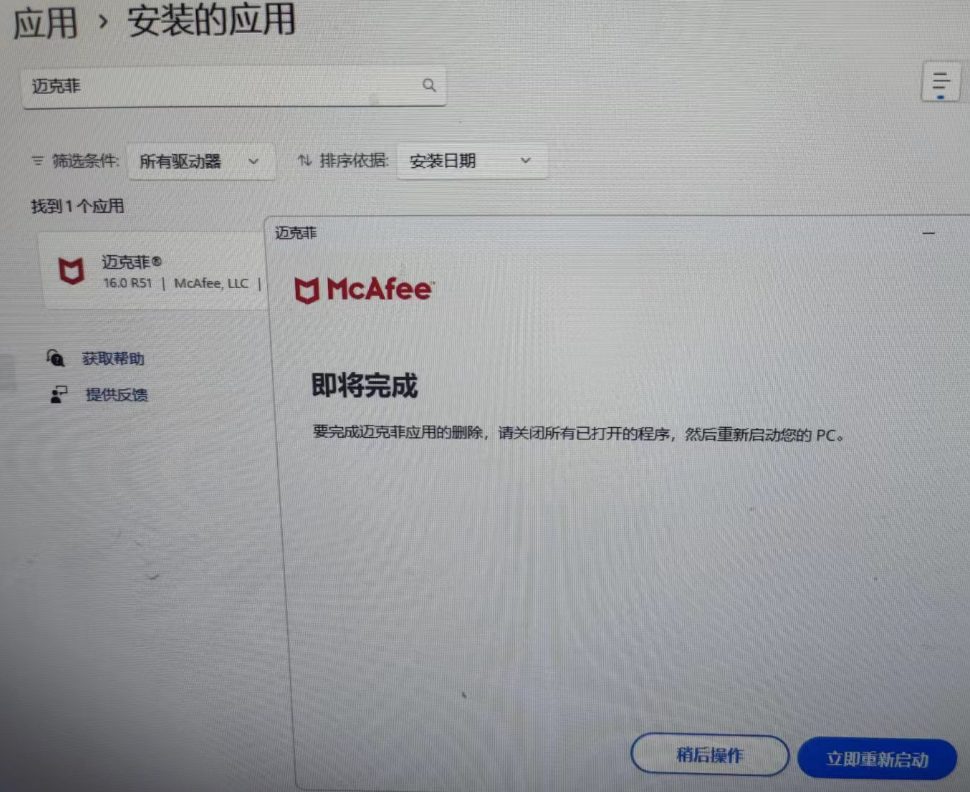 应用 › 安装的应用
迈克菲
筛选条件: 所有驱动器 排序依据: 安装日期
找到 1 个应用
迈克菲®
16.0 R51 | McAfee, LLC |
获取帮助
提供反馈
迈克菲
McAfee™
即将完成
要完成迈克菲应用的删除，请关闭所有已打开的程序，然后重新启动您的 PC。
稍后操作
立即重新启动